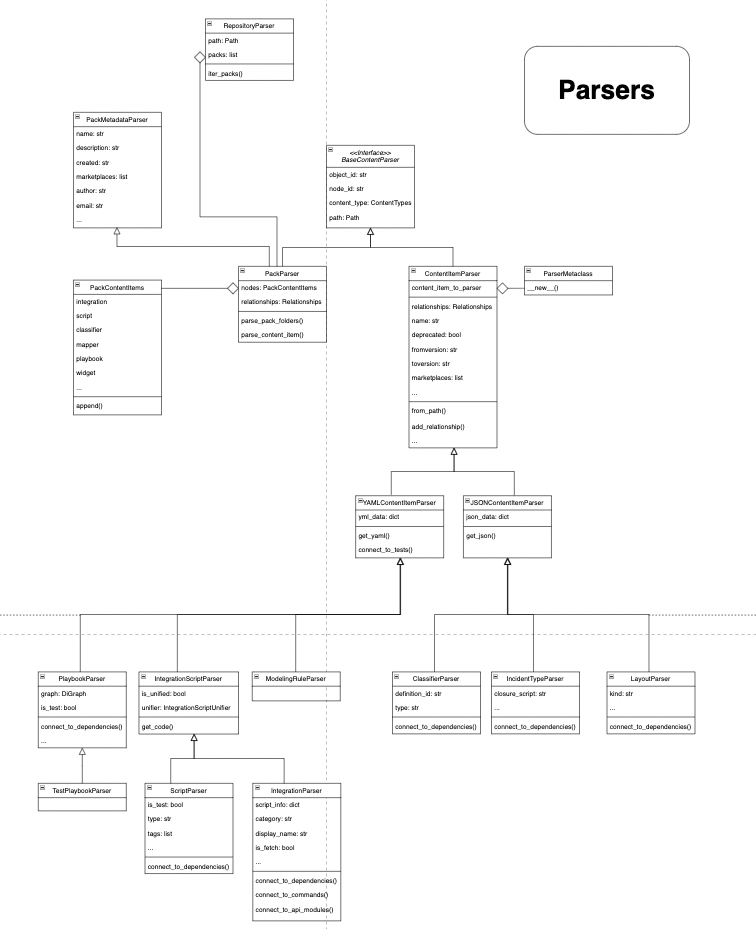 RepositoryParser
path: Path
packs: list
iter_packs()
Parsers
PackMetadataParser
name: str
description: str
created: str
marketplaces: list
author: str
email: str
...
<<Interface>>
BaseContentParser
object_id: str
node_id: str
content_type: ContentTypes
path: Path
PackContentItems
integration
script
classifier
mapper
playbook
widget
...
append()
PackParser
nodes: PackContentItems
relationships: Relationships
parse_pack_folders()
parse_content_item()
ContentItemParser
content_item_to_parser
relationships: Relationships
name: str
deprecated: bool
fromversion: str
toversion: str
marketplaces: list
...
from_path()
add_relationship()
...
ParserMetaclass
__new__()
YAMLContentItemParser
yml_data: dict
get_yaml()
connect_to_tests()
JSONContentItemParser
json_data: dict
get_json()
PlaybookParser
graph: DiGraph
is_test: bool
connect_to_dependencies()
...
IntegrationScriptParser
is_unified: bool
unifier: IntegrationScriptUnifier
get_code()
ModelingRuleParser
ClassifierParser
definition_id: str
type: str
connect_to_dependencies()
IncidentTypeParser
closure_script: str
...
connect_to_dependencies()
LayoutParser
kind: str
...
connect_to_dependencies()
TestPlaybookParser
ScriptParser
is_test: bool
type: str
tags: list
...
connect_to_dependencies()
IntegrationParser
script_info: dict
category: str
display_name: str
is_fetch: bool
...
connect_to_dependencies()
connect_to_commands()
connect_to_api_modules()